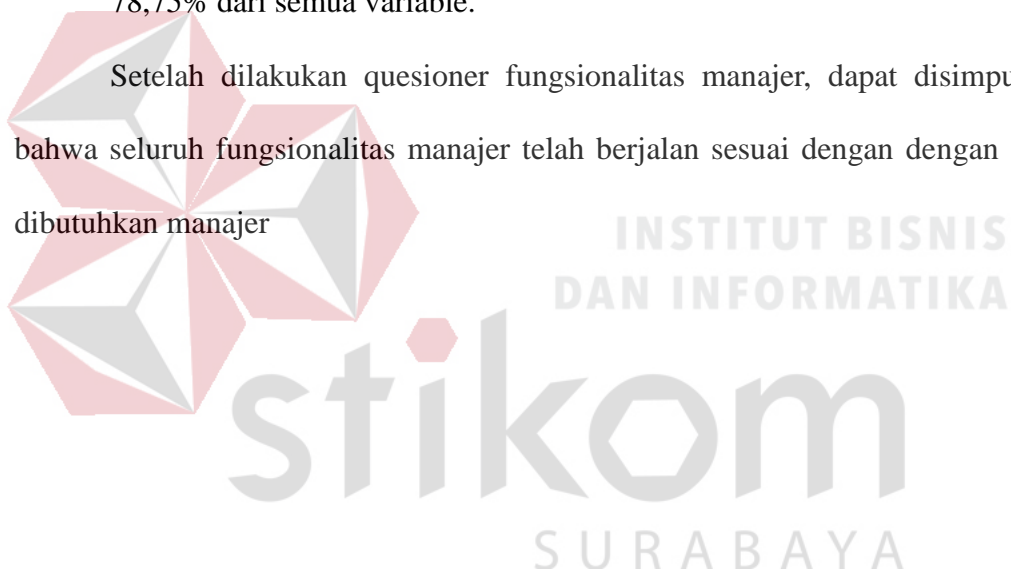 78,75% dari semua variable.
Setelah dilakukan quesioner fungsionalitas manajer, dapat
bahwa seluruh fungsionalitas manajer telah berjalan sesuai dengan dengan
dibutuhkan manajer
INSTITUT BISNIS
DAN INFORMATIKA
stikom
SURABAYA